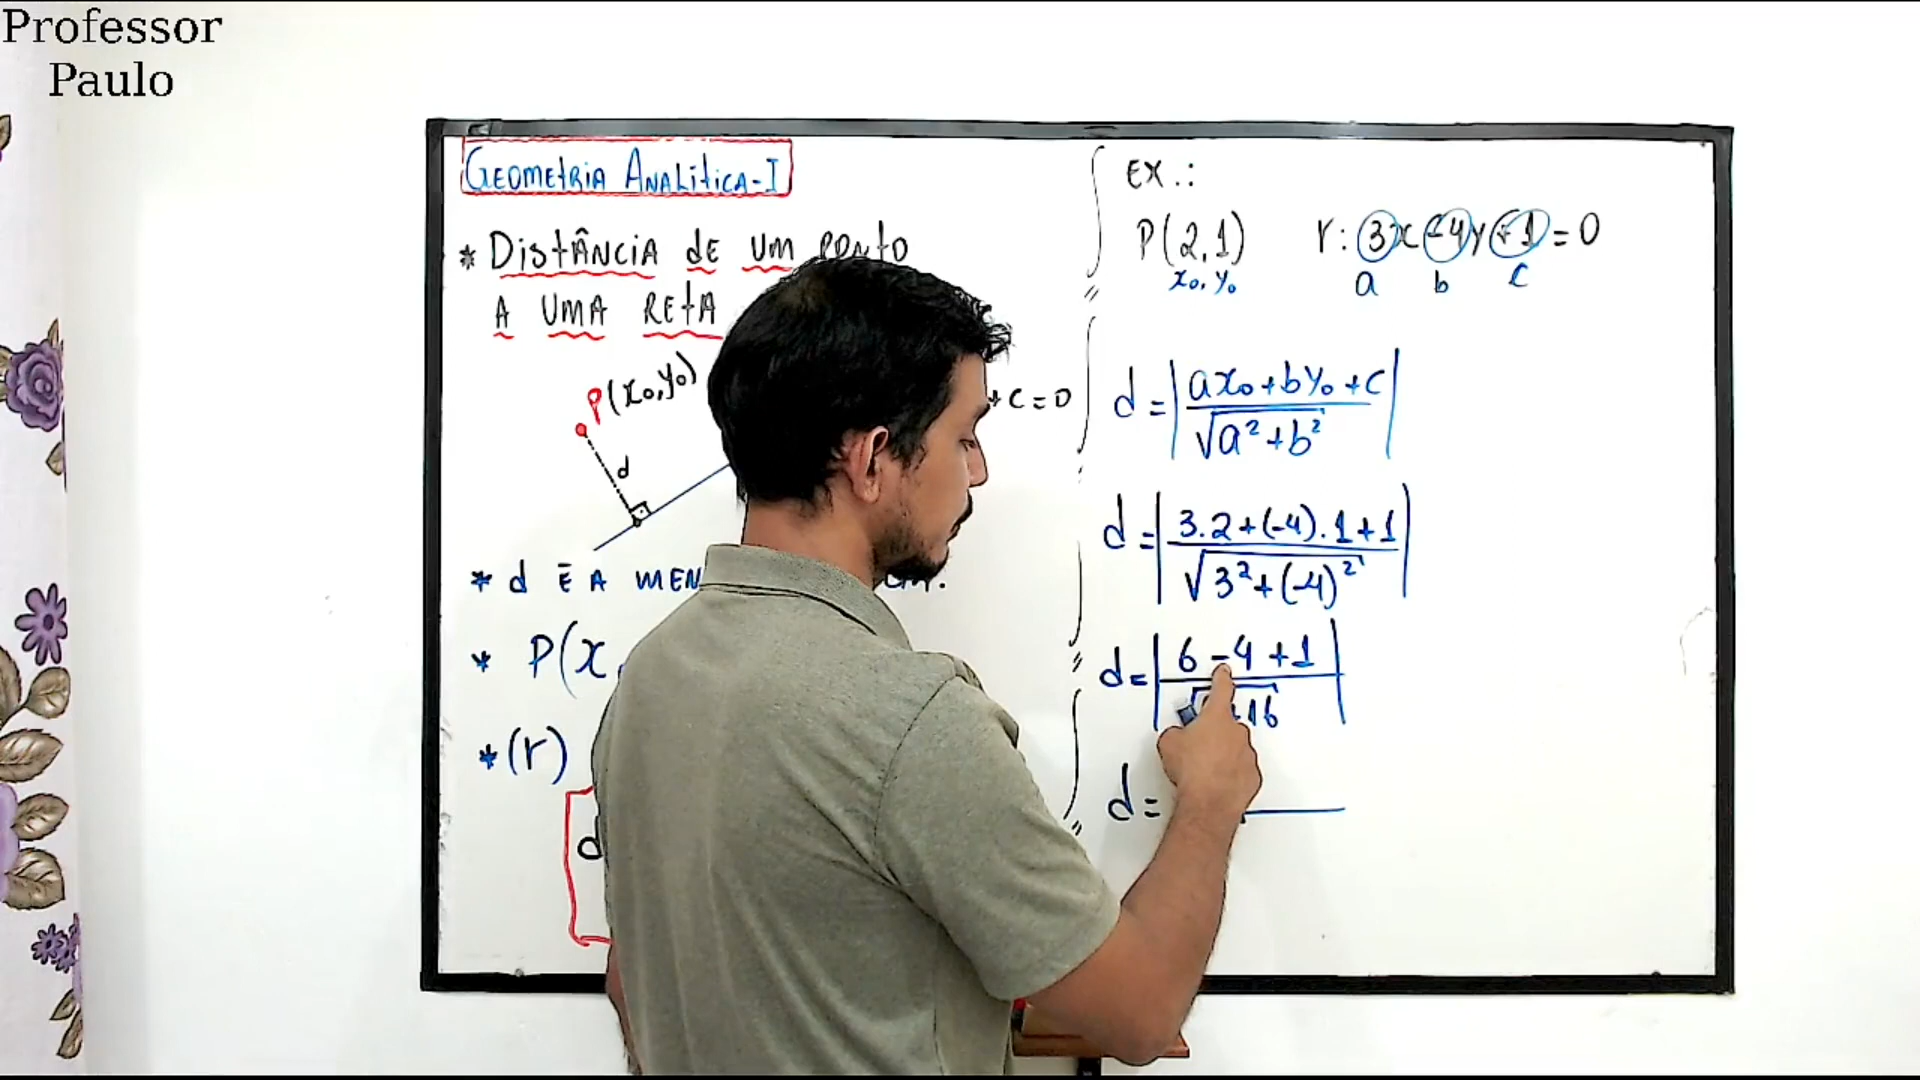 Professor
Paulo
GEOMETRIA ANALÍTICA-I
* DISTÂNCIA DE UM PONTO
A UMA RETA
P(x₀,y₀)
+ C = 0
d
* d É A
* P(x
* (r)
d
EX.:
P(2,1) r: 3x-4y+1=0
x₀, y₀ a b c
d = |ax₀+by₀+c / √a²+b²|
d = |3.2+(-4).1+1 / √3²+(-4)²|
d = |6-4+1 / √ +16|
d =